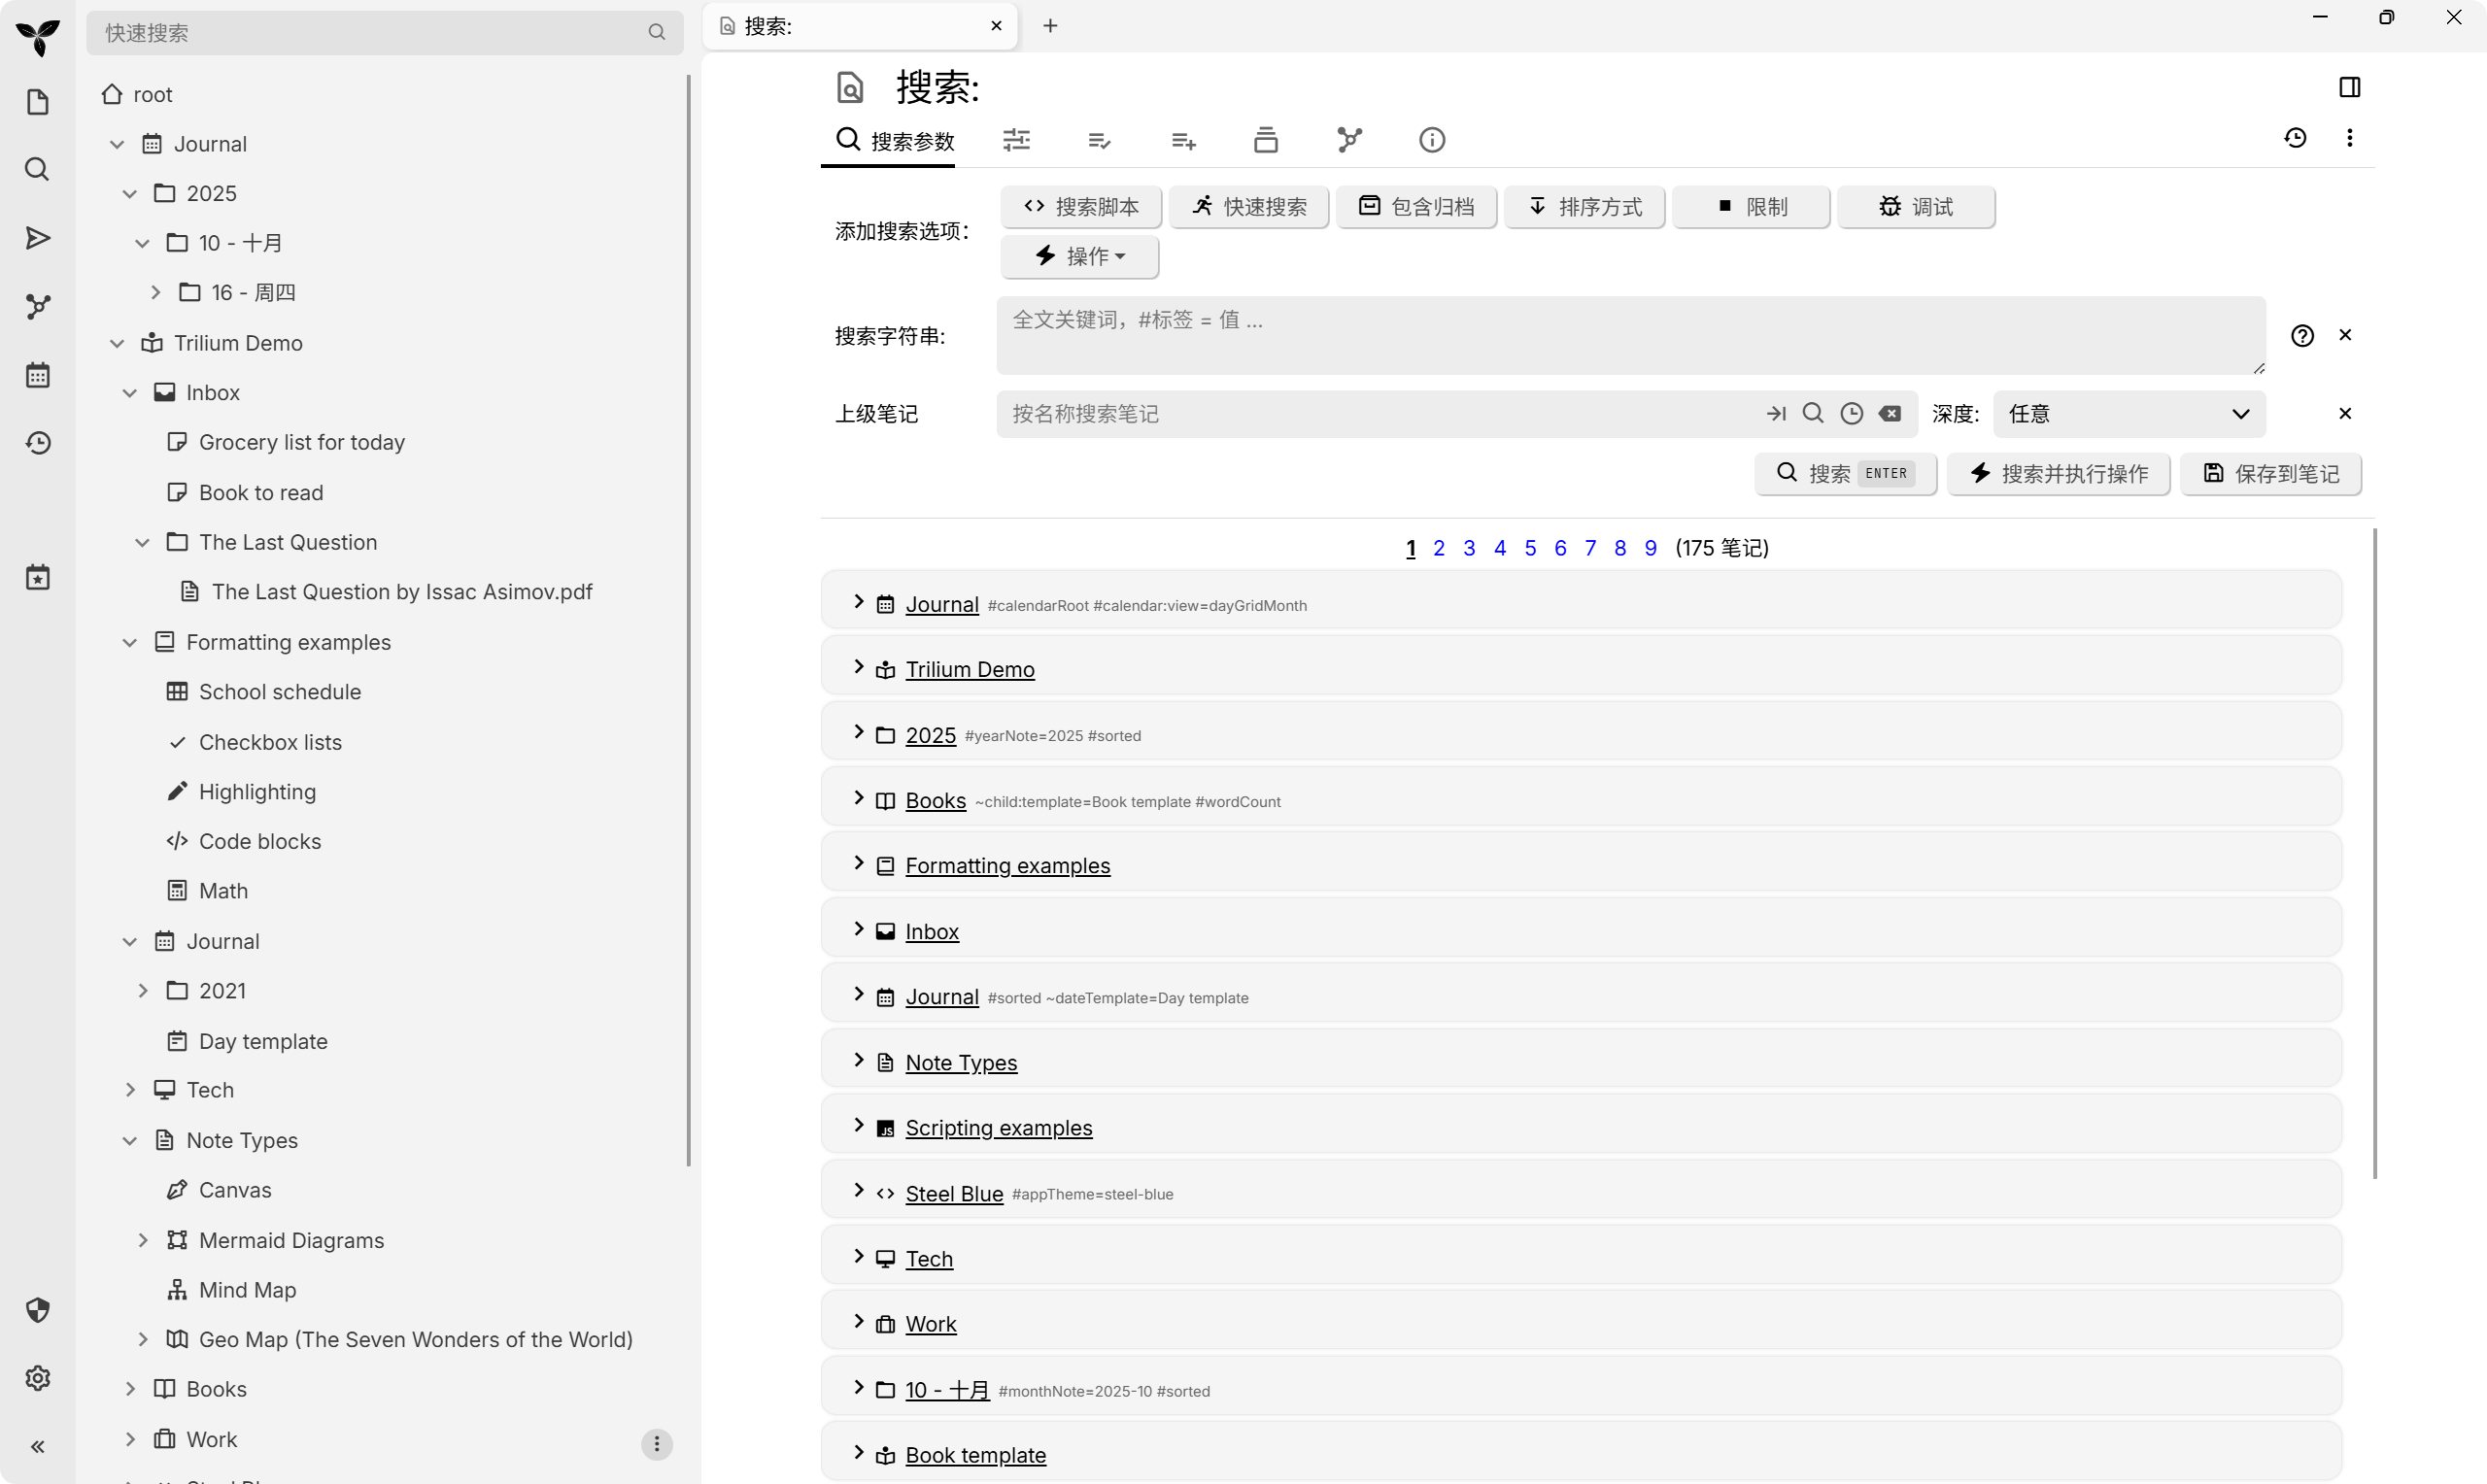 快速搜索
root
Journal
2025
10 - 十月
16 - 周四
Trilium Demo
Inbox
Grocery list for today
Book to read
The Last Question
The Last Question by Issac Asimov.pdf
Formatting examples
School schedule
Checkbox lists
Highlighting
Code blocks
Math
Journal
2021
Day template
Tech
Note Types
Canvas
Mermaid Diagrams
Mind Map
Geo Map (The Seven Wonders of the World)
Books
Work
搜索:
搜索:
搜索参数
添加搜索选项：
搜索脚本 快速搜索 包含归档 排序方式 限制 调试
操作
搜索字符串:
全文关键词，#标签 = 值 ...
上级笔记 按名称搜索笔记 深度: 任意
搜索 ENTER 搜索并执行操作 保存到笔记
1 2 3 4 5 6 7 8 9 (175 笔记)
Journal #calendarRoot #calendar:view=dayGridMonth
Trilium Demo
2025 #yearNote=2025 #sorted
Books ~child:template=Book template #wordCount
Formatting examples
Inbox
Journal #sorted ~dateTemplate=Day template
Note Types
JS Scripting examples
Steel Blue #appTheme=steel-blue
Tech
Work
10 - 十月 #monthNote=2025-10 #sorted
Book template